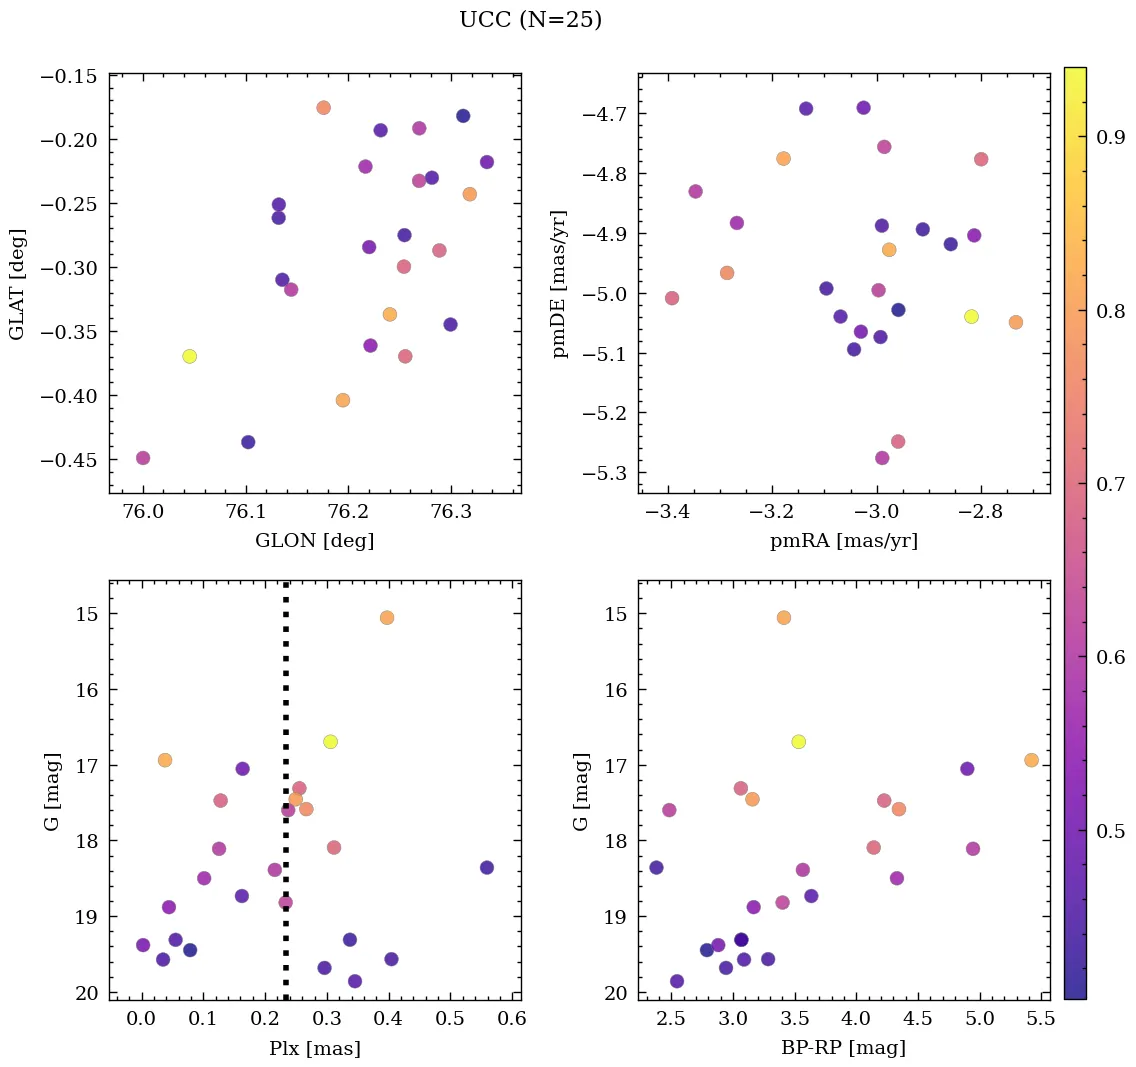 UCC (N=25)
−0.15
−0.20
−0.25
−0.30
−0.35
−0.40
−0.45
GLAT [deg]
76.0 76.1 76.2 76.3
GLON [deg]
−4.7
−4.8
−4.9
−5.0
−5.1
−5.2
−5.3
pmDE [mas/yr]
−3.4 −3.2 −3.0 −2.8
pmRA [mas/yr]
15
16
17
18
19
20
G [mag]
0.0 0.1 0.2 0.3 0.4 0.5 0.6
Plx [mas]
15
16
17
18
19
20
G [mag]
2.5 3.0 3.5 4.0 4.5 5.0 5.5
BP-RP [mag]
0.9
0.8
0.7
0.6
0.5